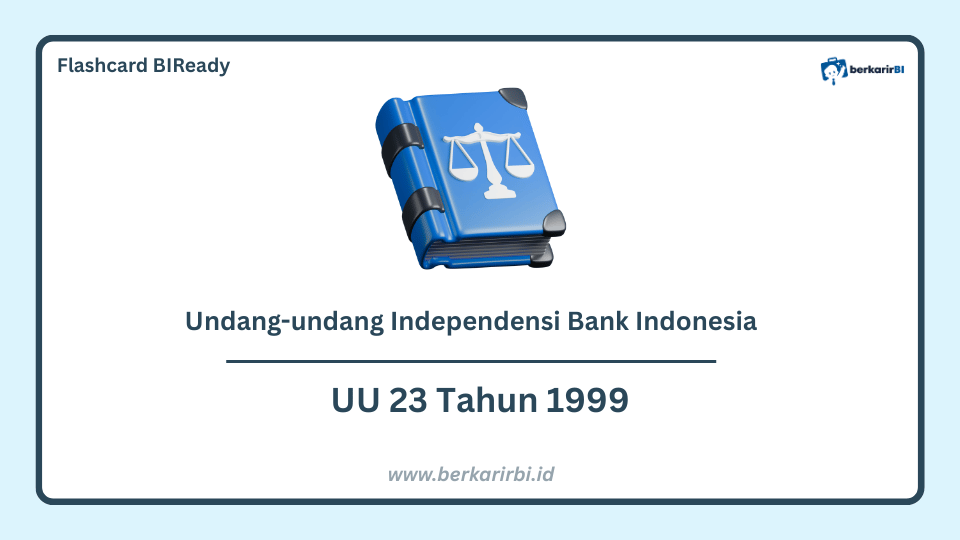 Flashcard BIReady
berkarirBI
Undang-undang Independensi Bank Indonesia
UU 23 Tahun 1999
www.berkarirbi.id